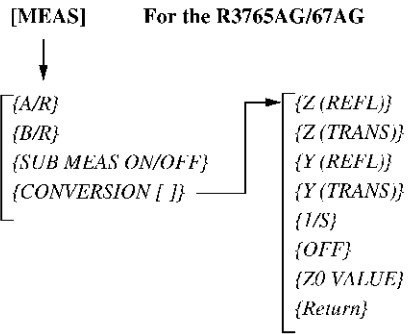 [MEAS] For the R3765AG/67AG
{A/R}
{B/R}
{SUB MEAS ON/OFF}
{CONVERSION [ ]}
{Z (REFL)}
{Z (TRANS)}
{Y (REFL)}
{Y (TRANS)}
{1/S}
{OFF}
{Z0 VALUE}
{Return}